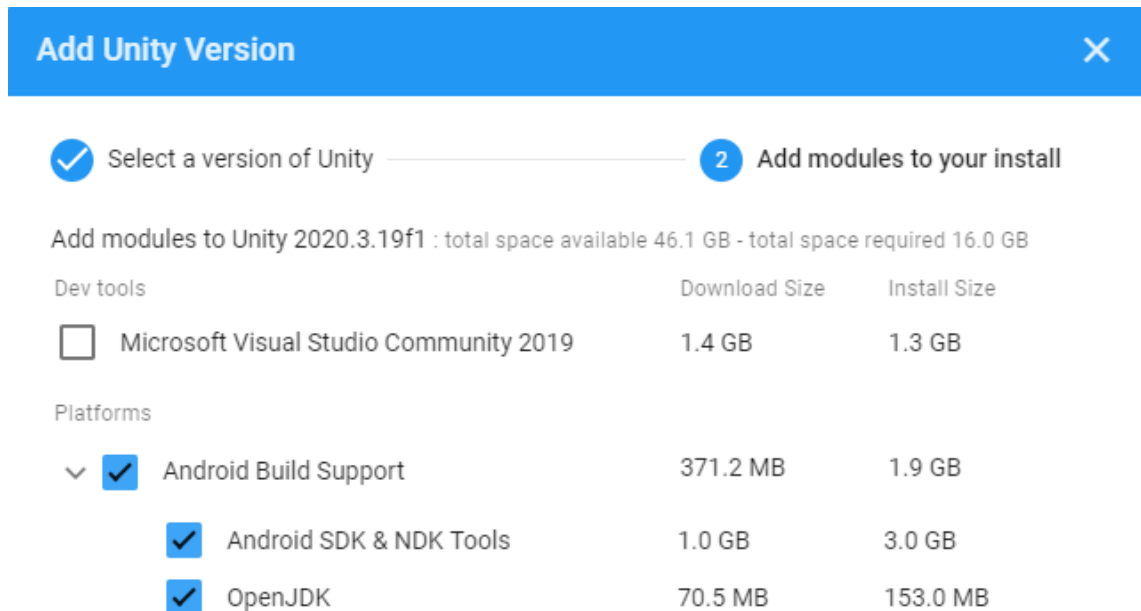 Add Unity Version
Select a version of Unity 2 Add modules to your install
Add modules to Unity 2020.3.19f1 : total space available 46.1 GB - total space required 16.0 GB
Dev tools Download Size Install Size
Microsoft Visual Studio Community 2019 1.4 GB 1.3 GB
Platforms
Android Build Support 371.2 MB 1.9 GB
Android SDK & NDK Tools 1.0 GB 3.0 GB
OpenJDK 70.5 MB 153.0 MB